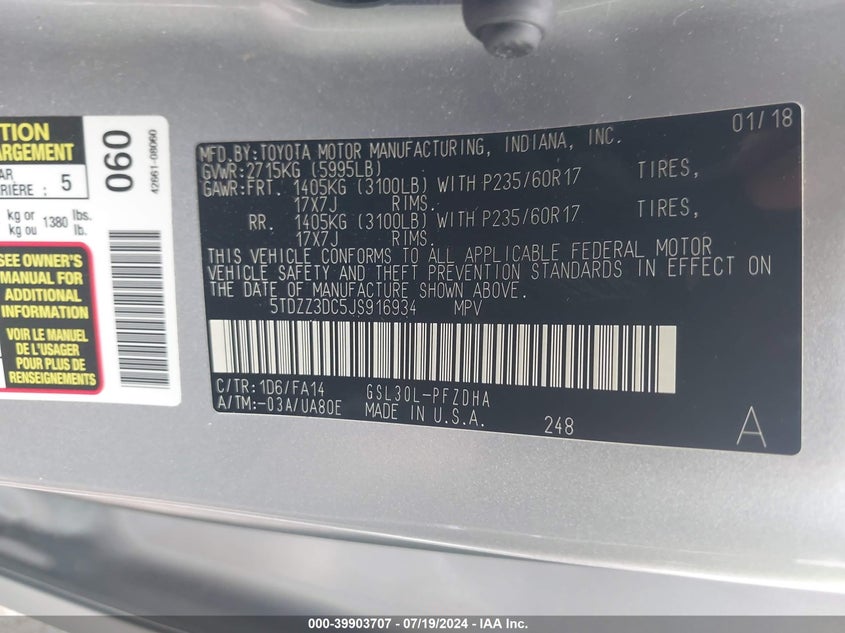 TION
ARGEMENT
AR
RIÈRE : 5
kg or
kg ou 1380 lbs.
lb.
SEE OWNER'S
MANUAL FOR
ADDITIONAL
INFORMATION
VOIR LE MANUEL
DE L'USAGER
POUR PLUS DE
RENSEIGNEMENTS
060
42661-08060
01/18
MFD. BY: TOYOTA MOTOR MANUFACTURING, INDIANA, INC.
GVWR: 2715KG (5995LB)
GAWR: FRT. 1405KG (3100LB) WITH P235/60R17 TIRES,
17X7J RIMS.
RR. 1405KG (3100LB) WITH P235/60R17 TIRES,
17X7J RIMS.
THIS VEHICLE CONFORMS TO ALL APPLICABLE FEDERAL MOTOR
VEHICLE SAFETY AND THEFT PREVENTION STANDARDS IN EFFECT ON
THE DATE OF MANUFACTURE SHOWN ABOVE.
5TDZZ3DC5JS916934 MPV
C/TR: 1D6/FA14 GSL30L-PFZDHA
A/TM: -03A/UA80E MADE IN U.S.A.
248 A
000-39903707 - 07/19/2024 - IAA Inc.